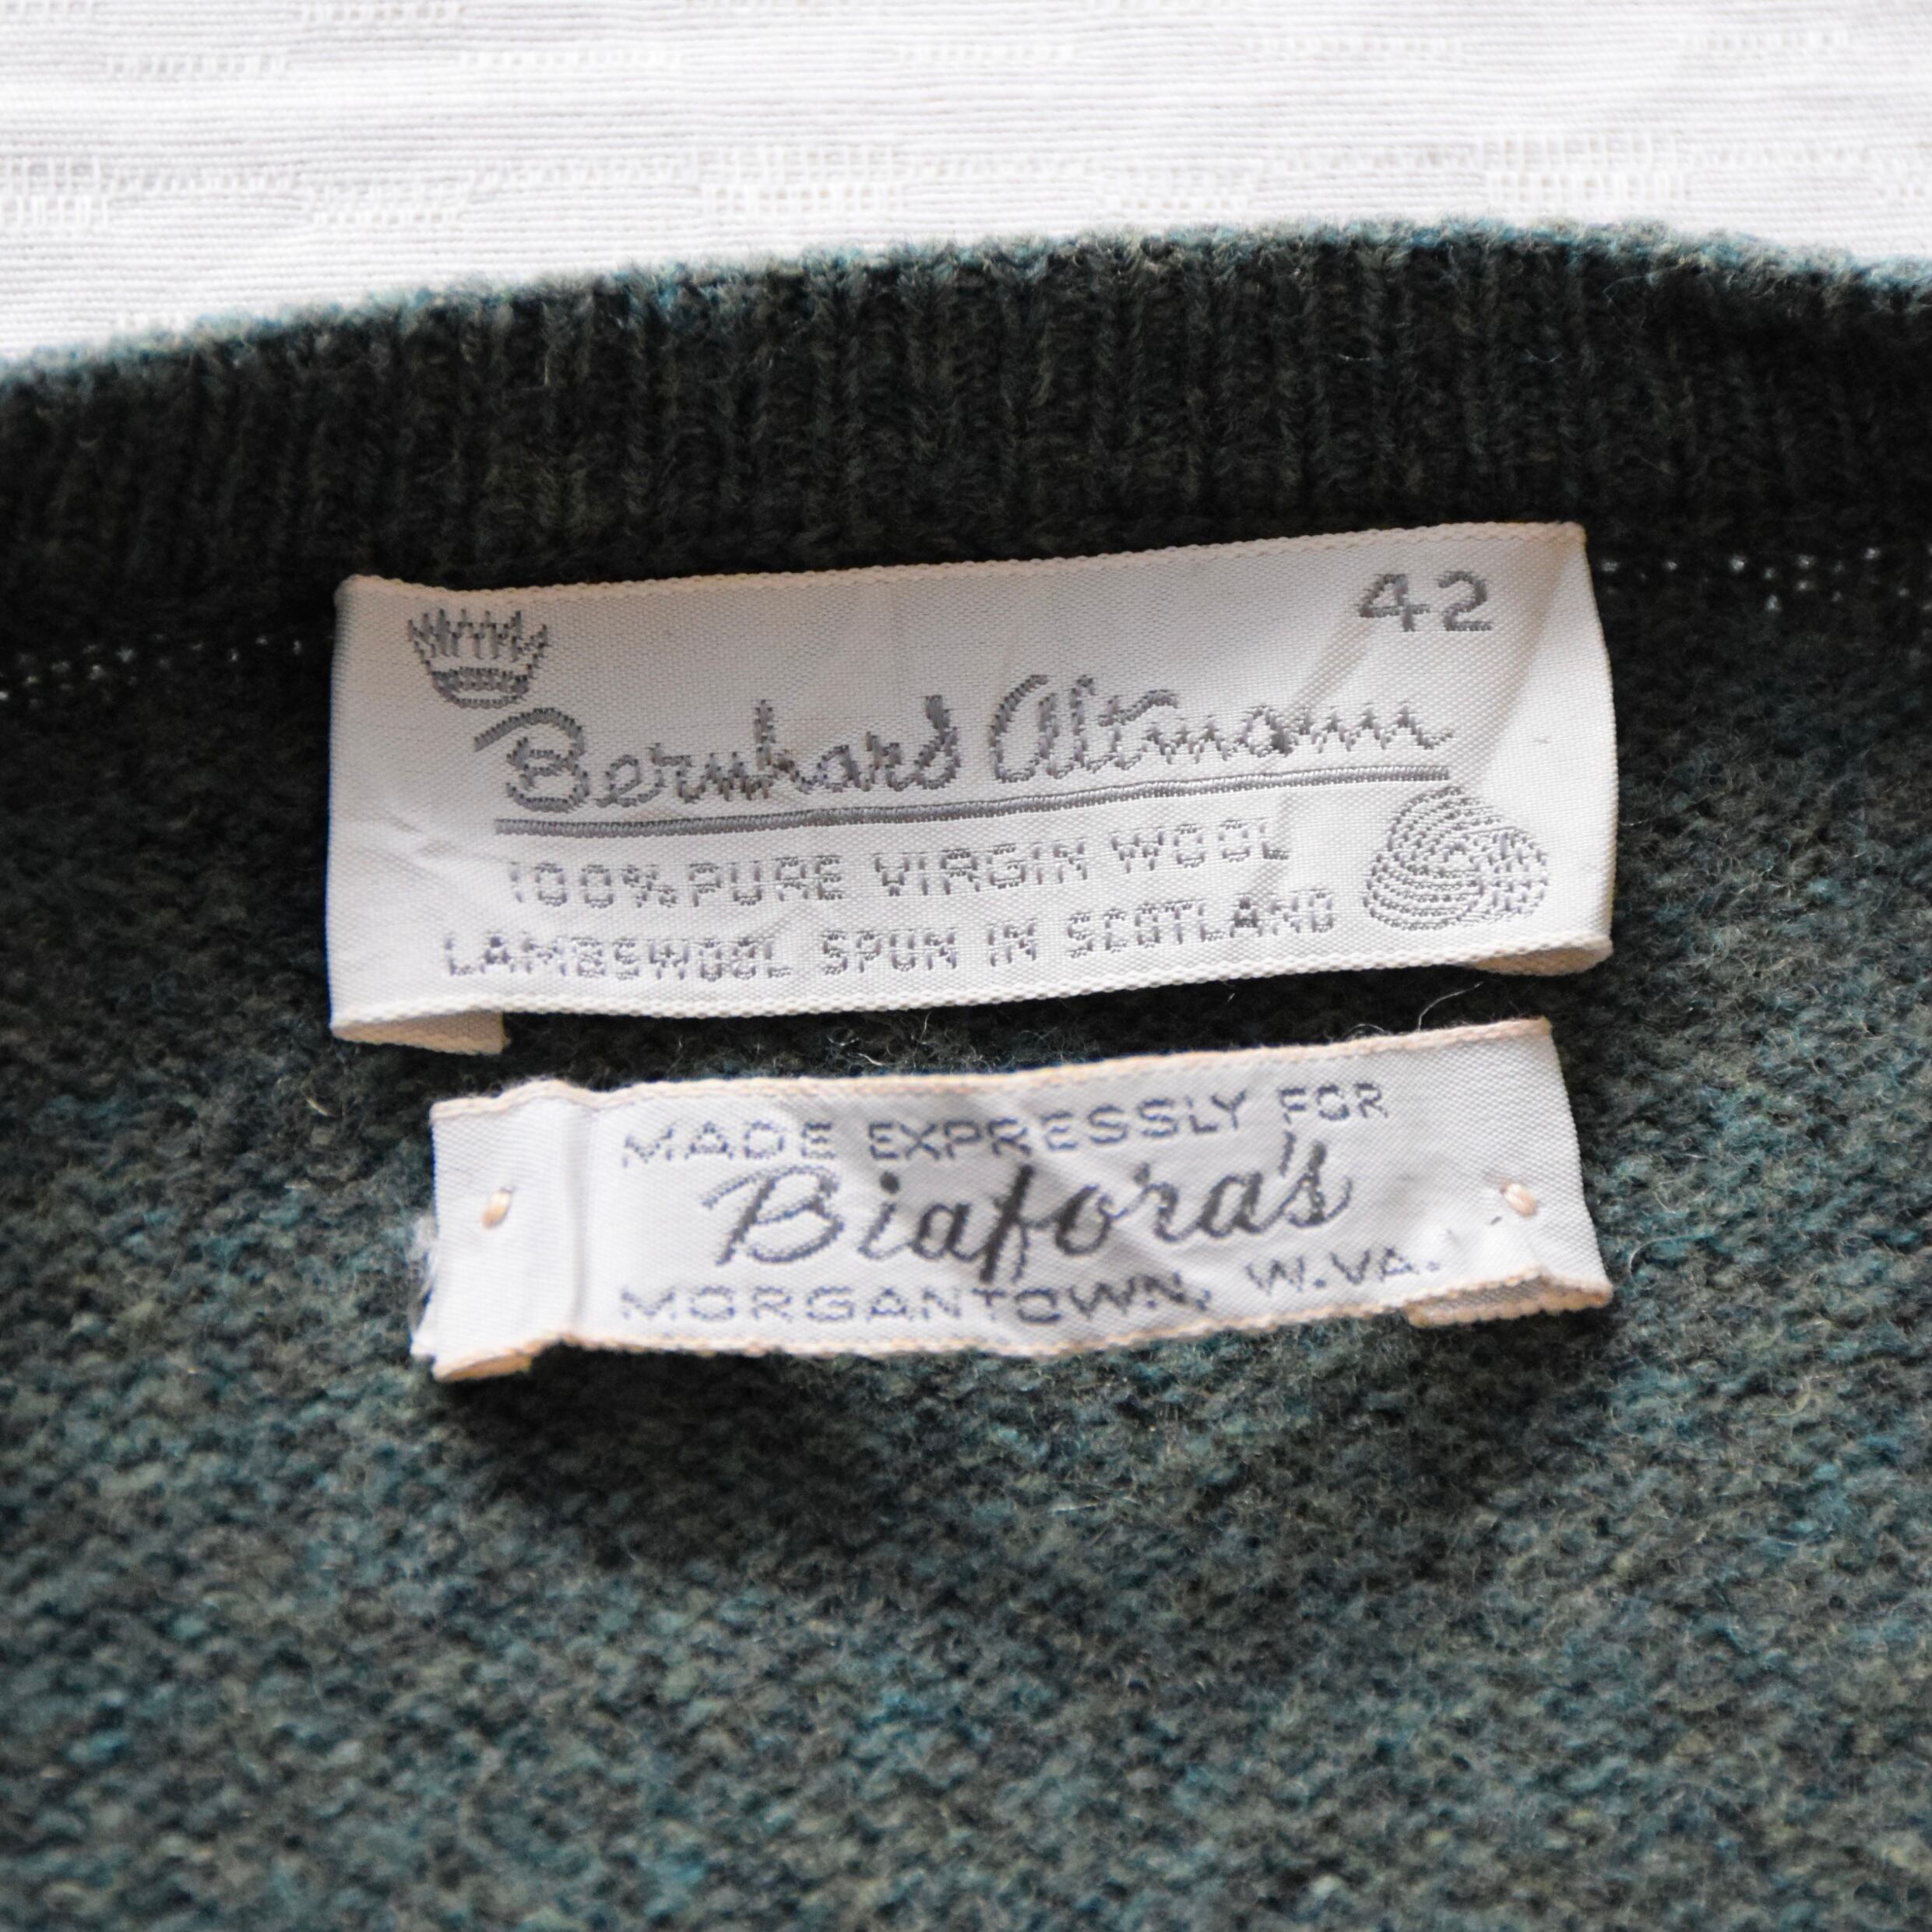 42
Bernhard Altmann
100% PURE VIRGIN WOOL
LAMBSWOOL SPUN IN SCOTLAND
MADE EXPRESSLY FOR
Biafora's
MORGANTOWN, W.VA.